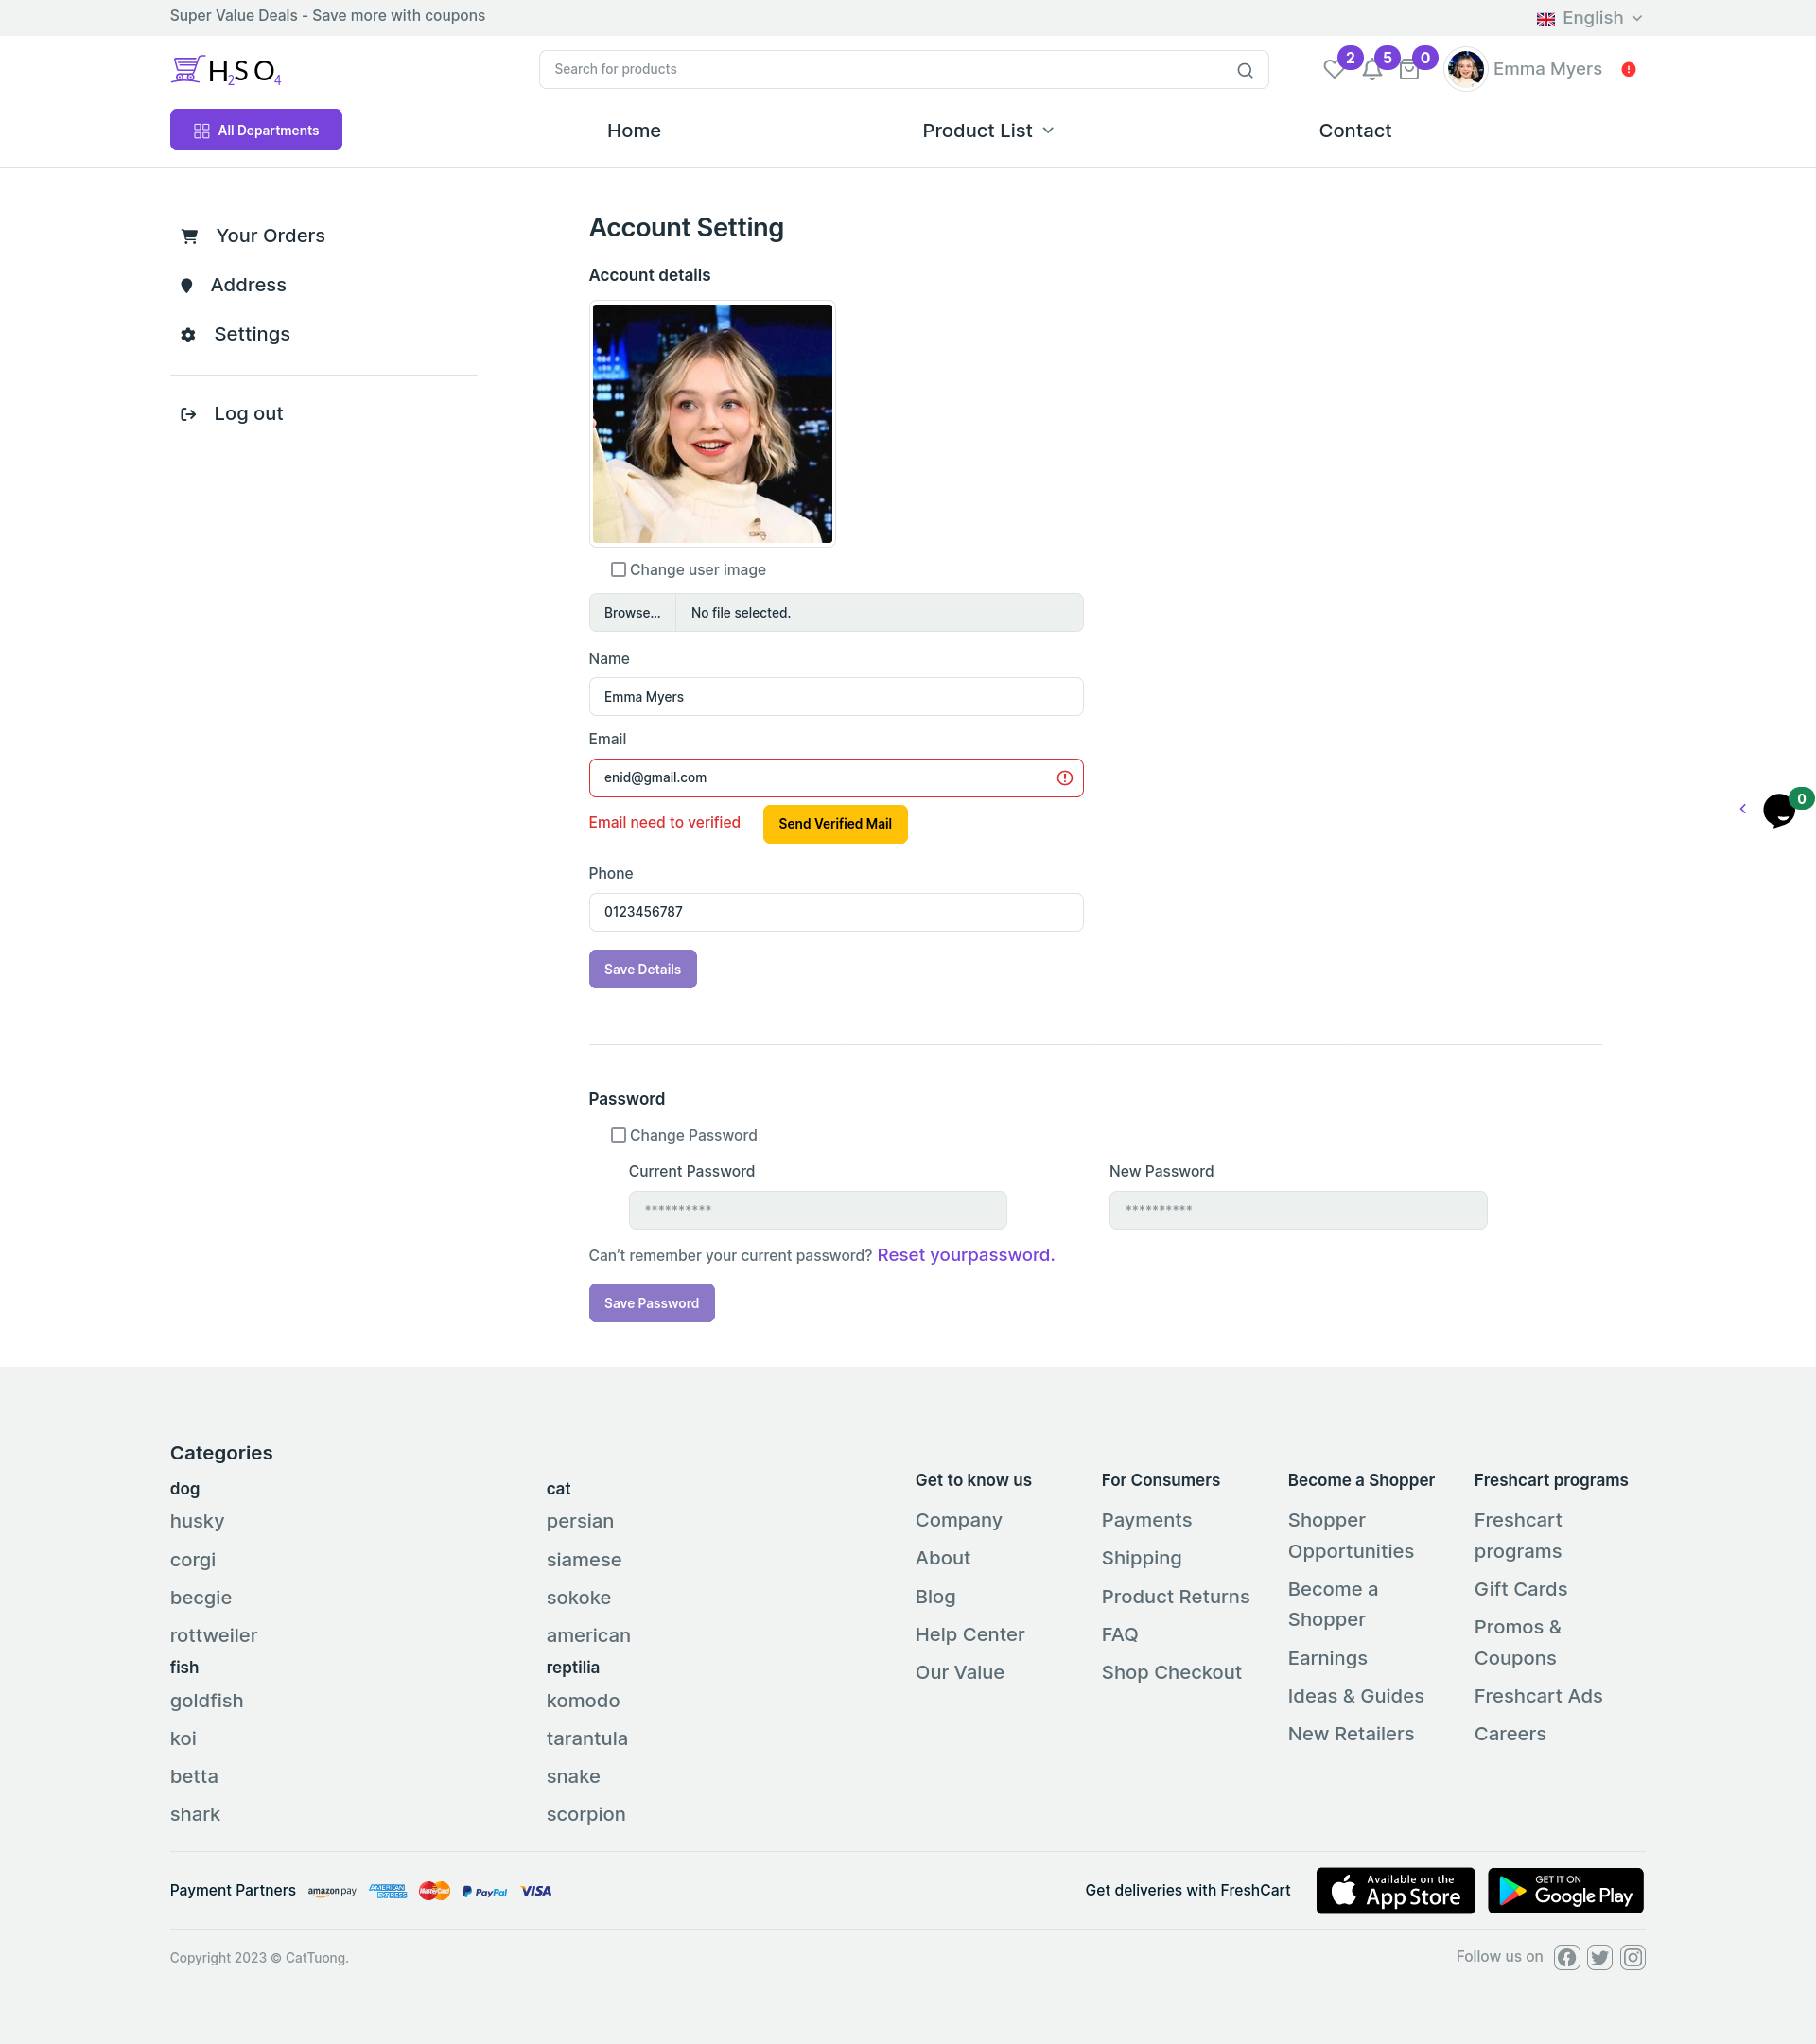 Super Value Deals - Save more with coupons
English
H2SO4
Search for products
2
5
0
Emma Myers
All Departments
Home
Product List
Contact
Your Orders
Address
Settings
Log out
Account Setting
Account details
Change user image
Browse... No file selected.
Name
Emma Myers
Email
enid@gmail.com
Email need to verified
Send Verified Mail
0
Phone
0123456787
Save Details
Password
Change Password
Current Password
New Password
**********
**********
Can't remember your current password? Reset yourpassword.
Save Password
Categories
dog
husky
corgi
becgie
rottweiler
fish
goldfish
koi
betta
shark
cat
persian
siamese
sokoke
american
reptilia
komodo
tarantula
snake
scorpion
Get to know us
Company
About
Blog
Help Center
Our Value
For Consumers
Payments
Shipping
Product Returns
FAQ
Shop Checkout
Become a Shopper
Shopper
Opportunities
Become a
Shopper
Earnings
Ideas & Guides
New Retailers
Freshcart programs
Freshcart
programs
Gift Cards
Promos &
Coupons
Freshcart Ads
Careers
Payment Partners
amazon pay
AMERICAN EXPRESS
MasterCard
PayPal
VISA
Get deliveries with FreshCart
Available on the
App Store
GET IT ON
Google Play
Copyright 2023 © CatTuong.
Follow us on